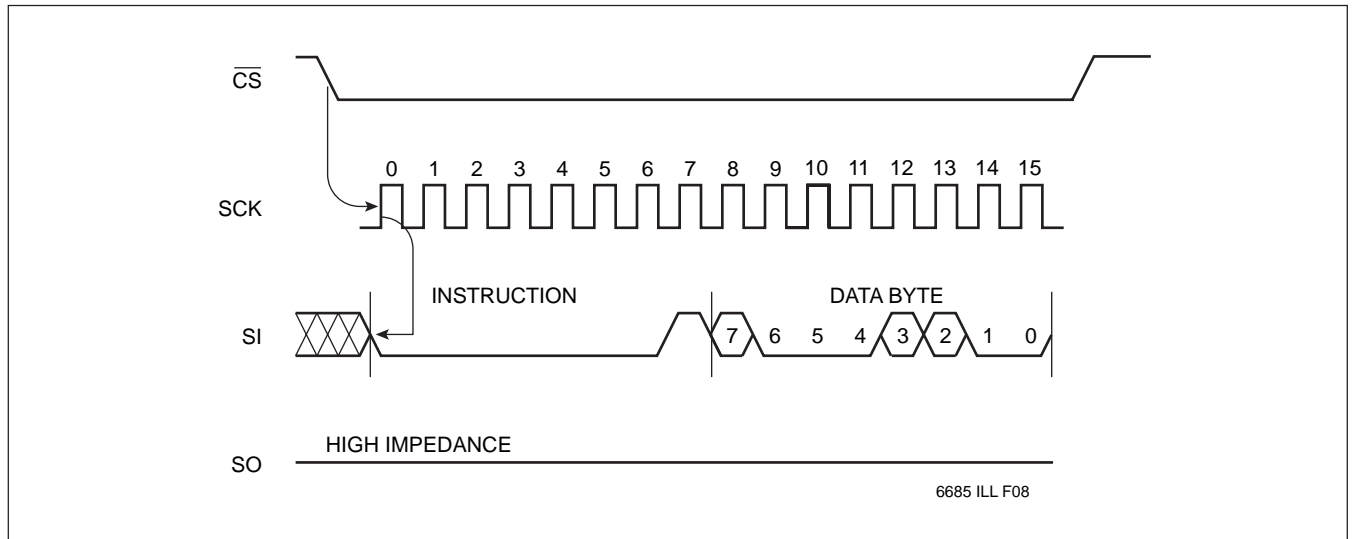 CS
0 1 2 3 4 5 6 7 8 9 10 11 12 13 14 15
SCK
INSTRUCTION DATA BYTE
SI 7 6 5 4 3 2 1 0
HIGH IMPEDANCE
SO
6685 ILL F08